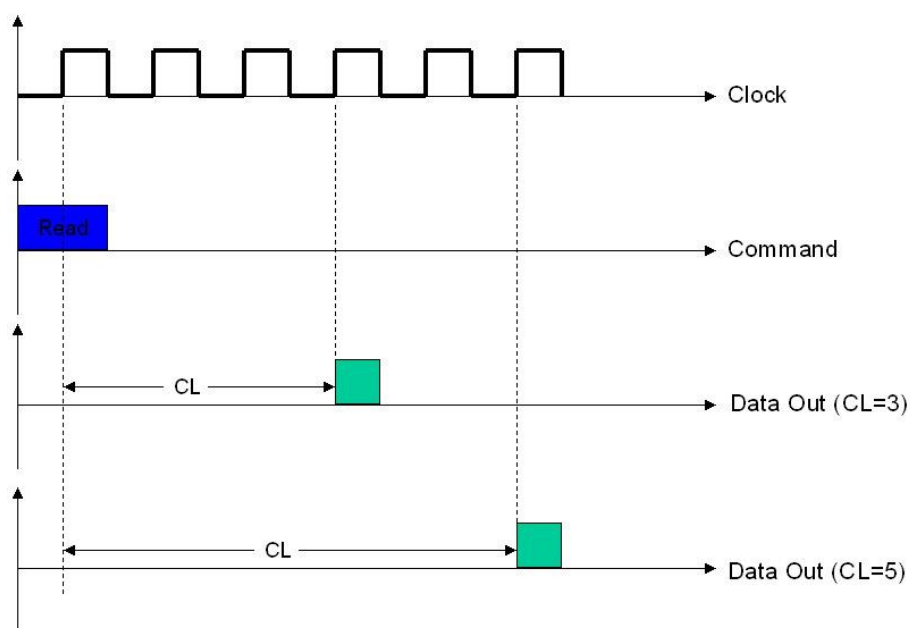 Clock
Read
Command
CL
Data Out (CL=3)
CL
Data Out (CL=5)